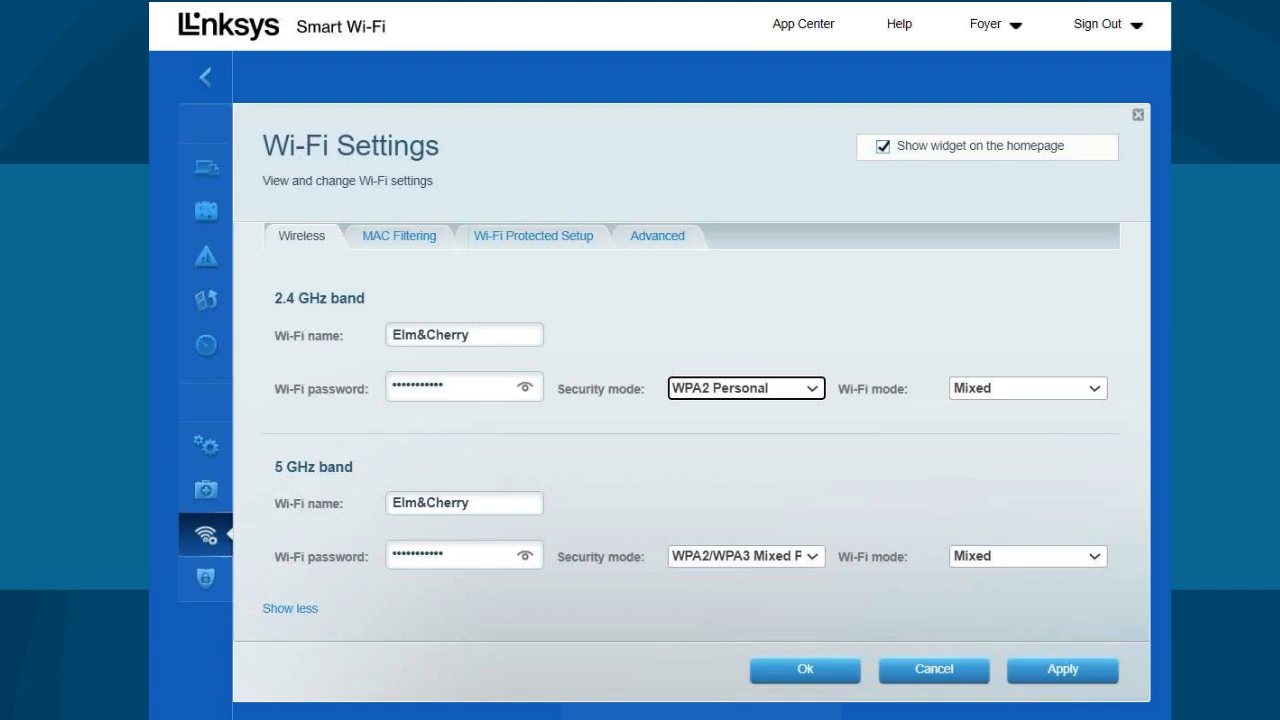 Linksys Smart Wi-Fi App Center Help Foyer Sign Out
Wi-Fi Settings
Show widget on the homepage
View and change Wi-Fi settings
Wireless MAC Filtering Wi-Fi Protected Setup Advanced
2.4 GHz band
Wi-Fi name: Elm&Cherry
Wi-Fi password: ••••••••••• Security mode: WPA2 Personal Wi-Fi mode: Mixed
5 GHz band
Wi-Fi name: Elm&Cherry
Wi-Fi password: ••••••••••• Security mode: WPA2/WPA3 Mixed P Wi-Fi mode: Mixed
Show less
Ok Cancel Apply